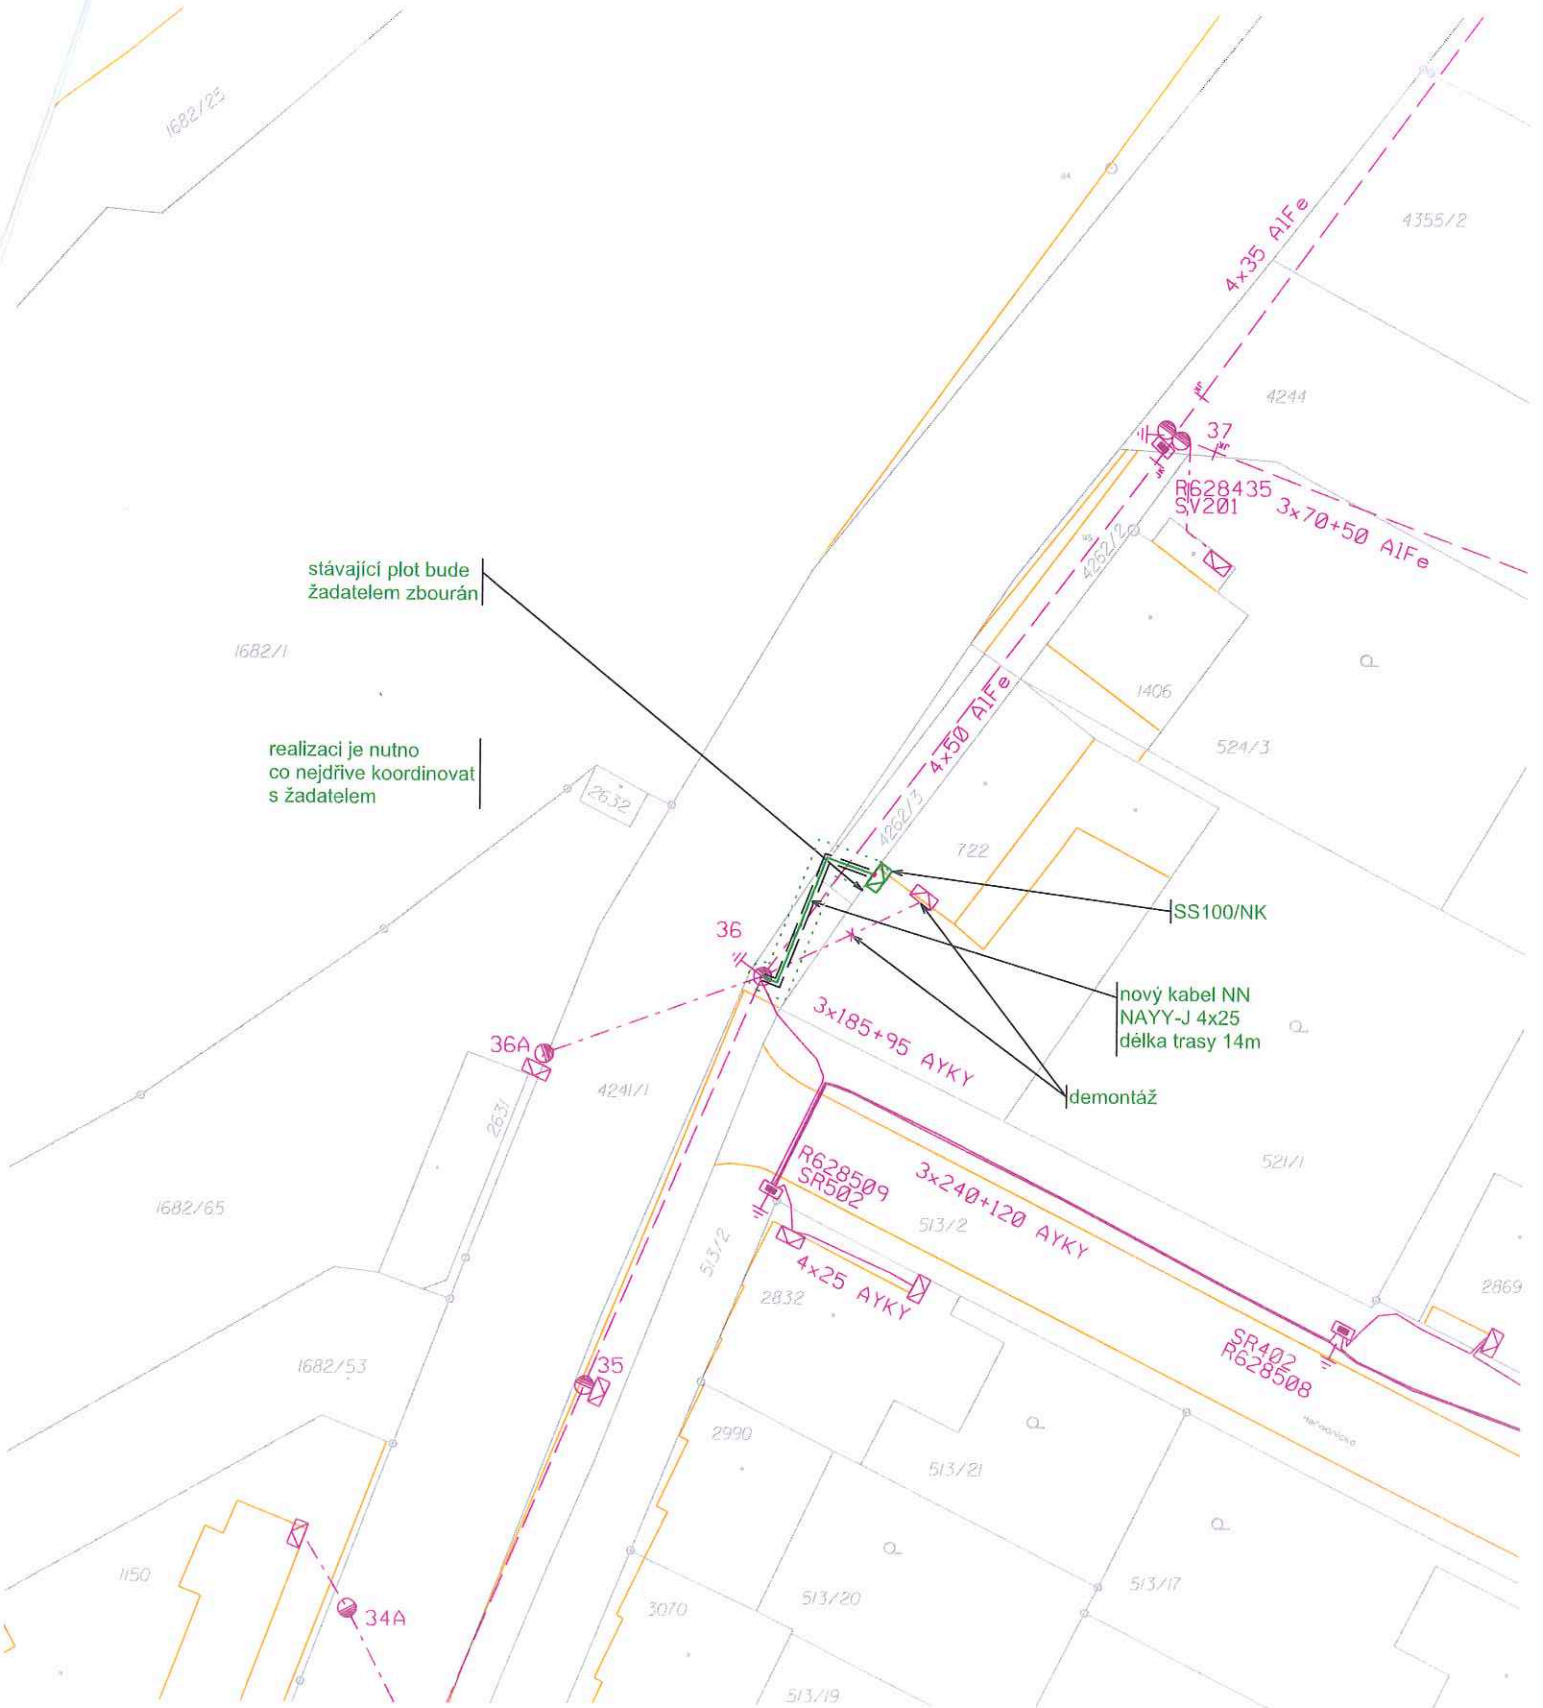 1682/25
4355/2
4x35 AlFe
4244
37
R628435
SV201
3x70+50 AlFe
4262/2
stávající plot bude
žadatelem zbourán
1682/1
1406
524/3
4x50 AlFe
realizaci je nutno
co nejdříve koordinovat
s žadatelem
2632
4262/3
722
SS100/NK
36
nový kabel NN
NAYY-J 4x25
délka trasy 14m
3x185+95 AYKY
36A
4241/1
demontáž
2631
521/1
1682/65
R628509
SR502
3x240+120 AYKY
513/2
513/2
4x25 AYKY
2832
2869
SR402
R628508
1682/53
35
2990
513/21
1150
513/20
513/17
34A
3070
513/19